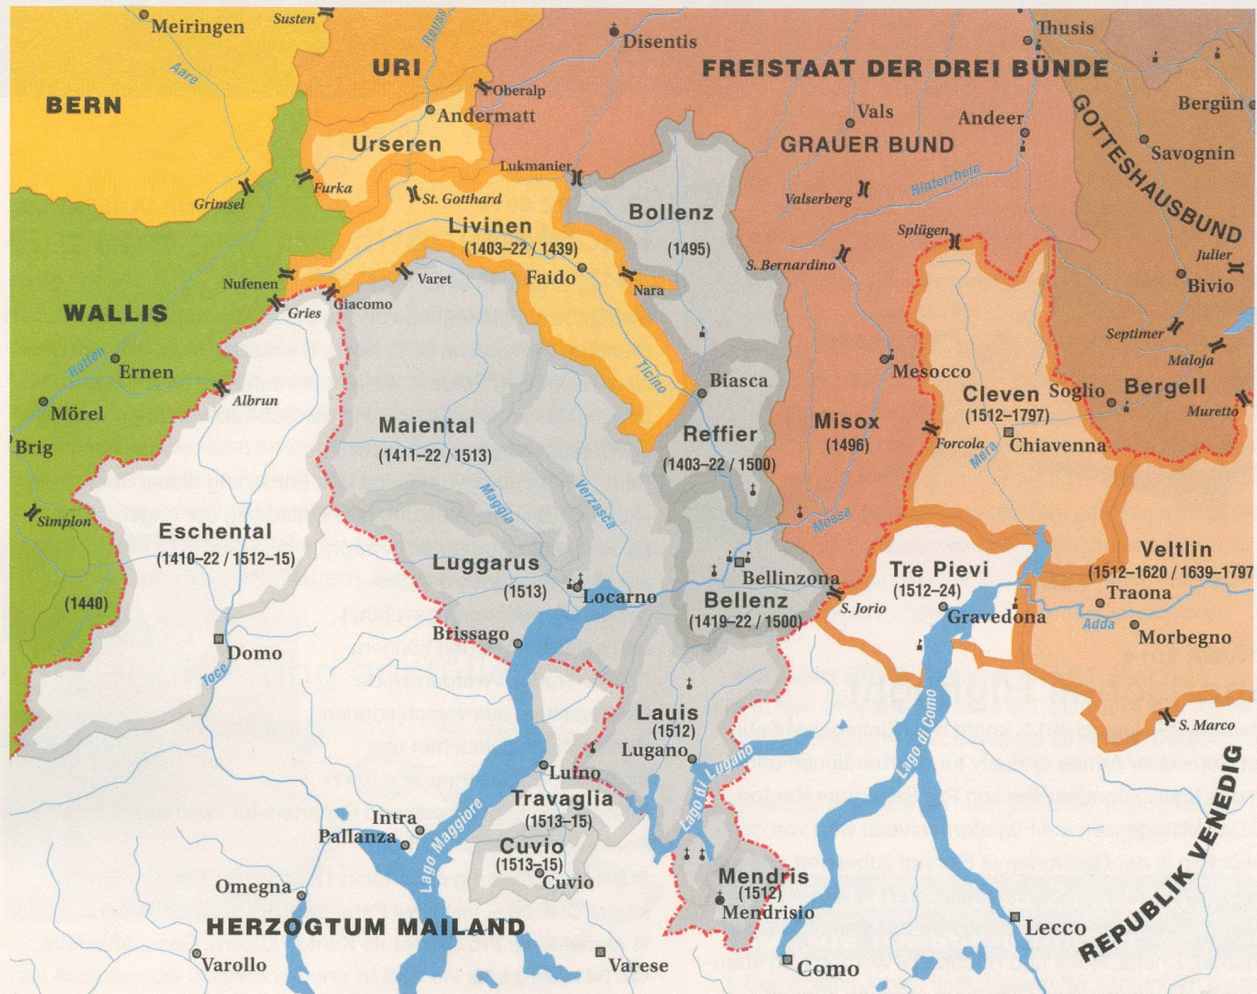 Meiringen
Susten
Reuss
Disentis
Thusis
Aare
URI
FREISTAAT DER DREI BÜNDE
BERN
Oberalp
Andermatt
Vals
Andeer
Bergün
Urseren
GRAUER BUND
GOTTESHAUSBUND
Savognin
Lukmanier
Furka
Grimsel
St. Gotthard
Valserberg
Hinterrhein
Livinen
(1403–22 / 1439)
Bollenz
(1495)
Splügen
Julier
Nufenen
Varet
Faido
Nara
S. Bernardino
Bivio
Giacomo
Gries
WALLIS
Septimer
Maloja
Rotten
Ernen
Ticino
Biasca
Mesocco
Cleven
(1512–1797)
Soglio
Bergell
Albrun
Mörel
Muretto
Maiental
(1411–22 / 1513)
Reffier
(1403–22 / 1500)
Misox
(1496)
Forcola
Chiavenna
Mera
Brig
Maggia
Verzasca
Simplon
Moesa
Eschental
(1410–22 / 1512–15)
Veltlin
(1512–1620 / 1639–1797
Luggarus
(1513)
Tre Pievi
(1512–24)
Bellinzona
(1440)
Locarno
Bellenz
(1419–22 / 1500)
S. Jorio
Gravedona
Traona
Adda
Brissago
Morbegno
Domo
Toce
Lauis
(1512)
Lugano
S. Marco
Lago di Lugano
Lago di Como
Luino
Travaglia
(1513–15)
Intra
Pallanza
Lago Maggiore
Cuvio
(1513–15)
Cuvio
Mendris
(1512)
Mendrisio
Omegna
HERZOGTUM MAILAND
REPUBLIK VENEDIG
Lecco
Varollo
Varese
Como